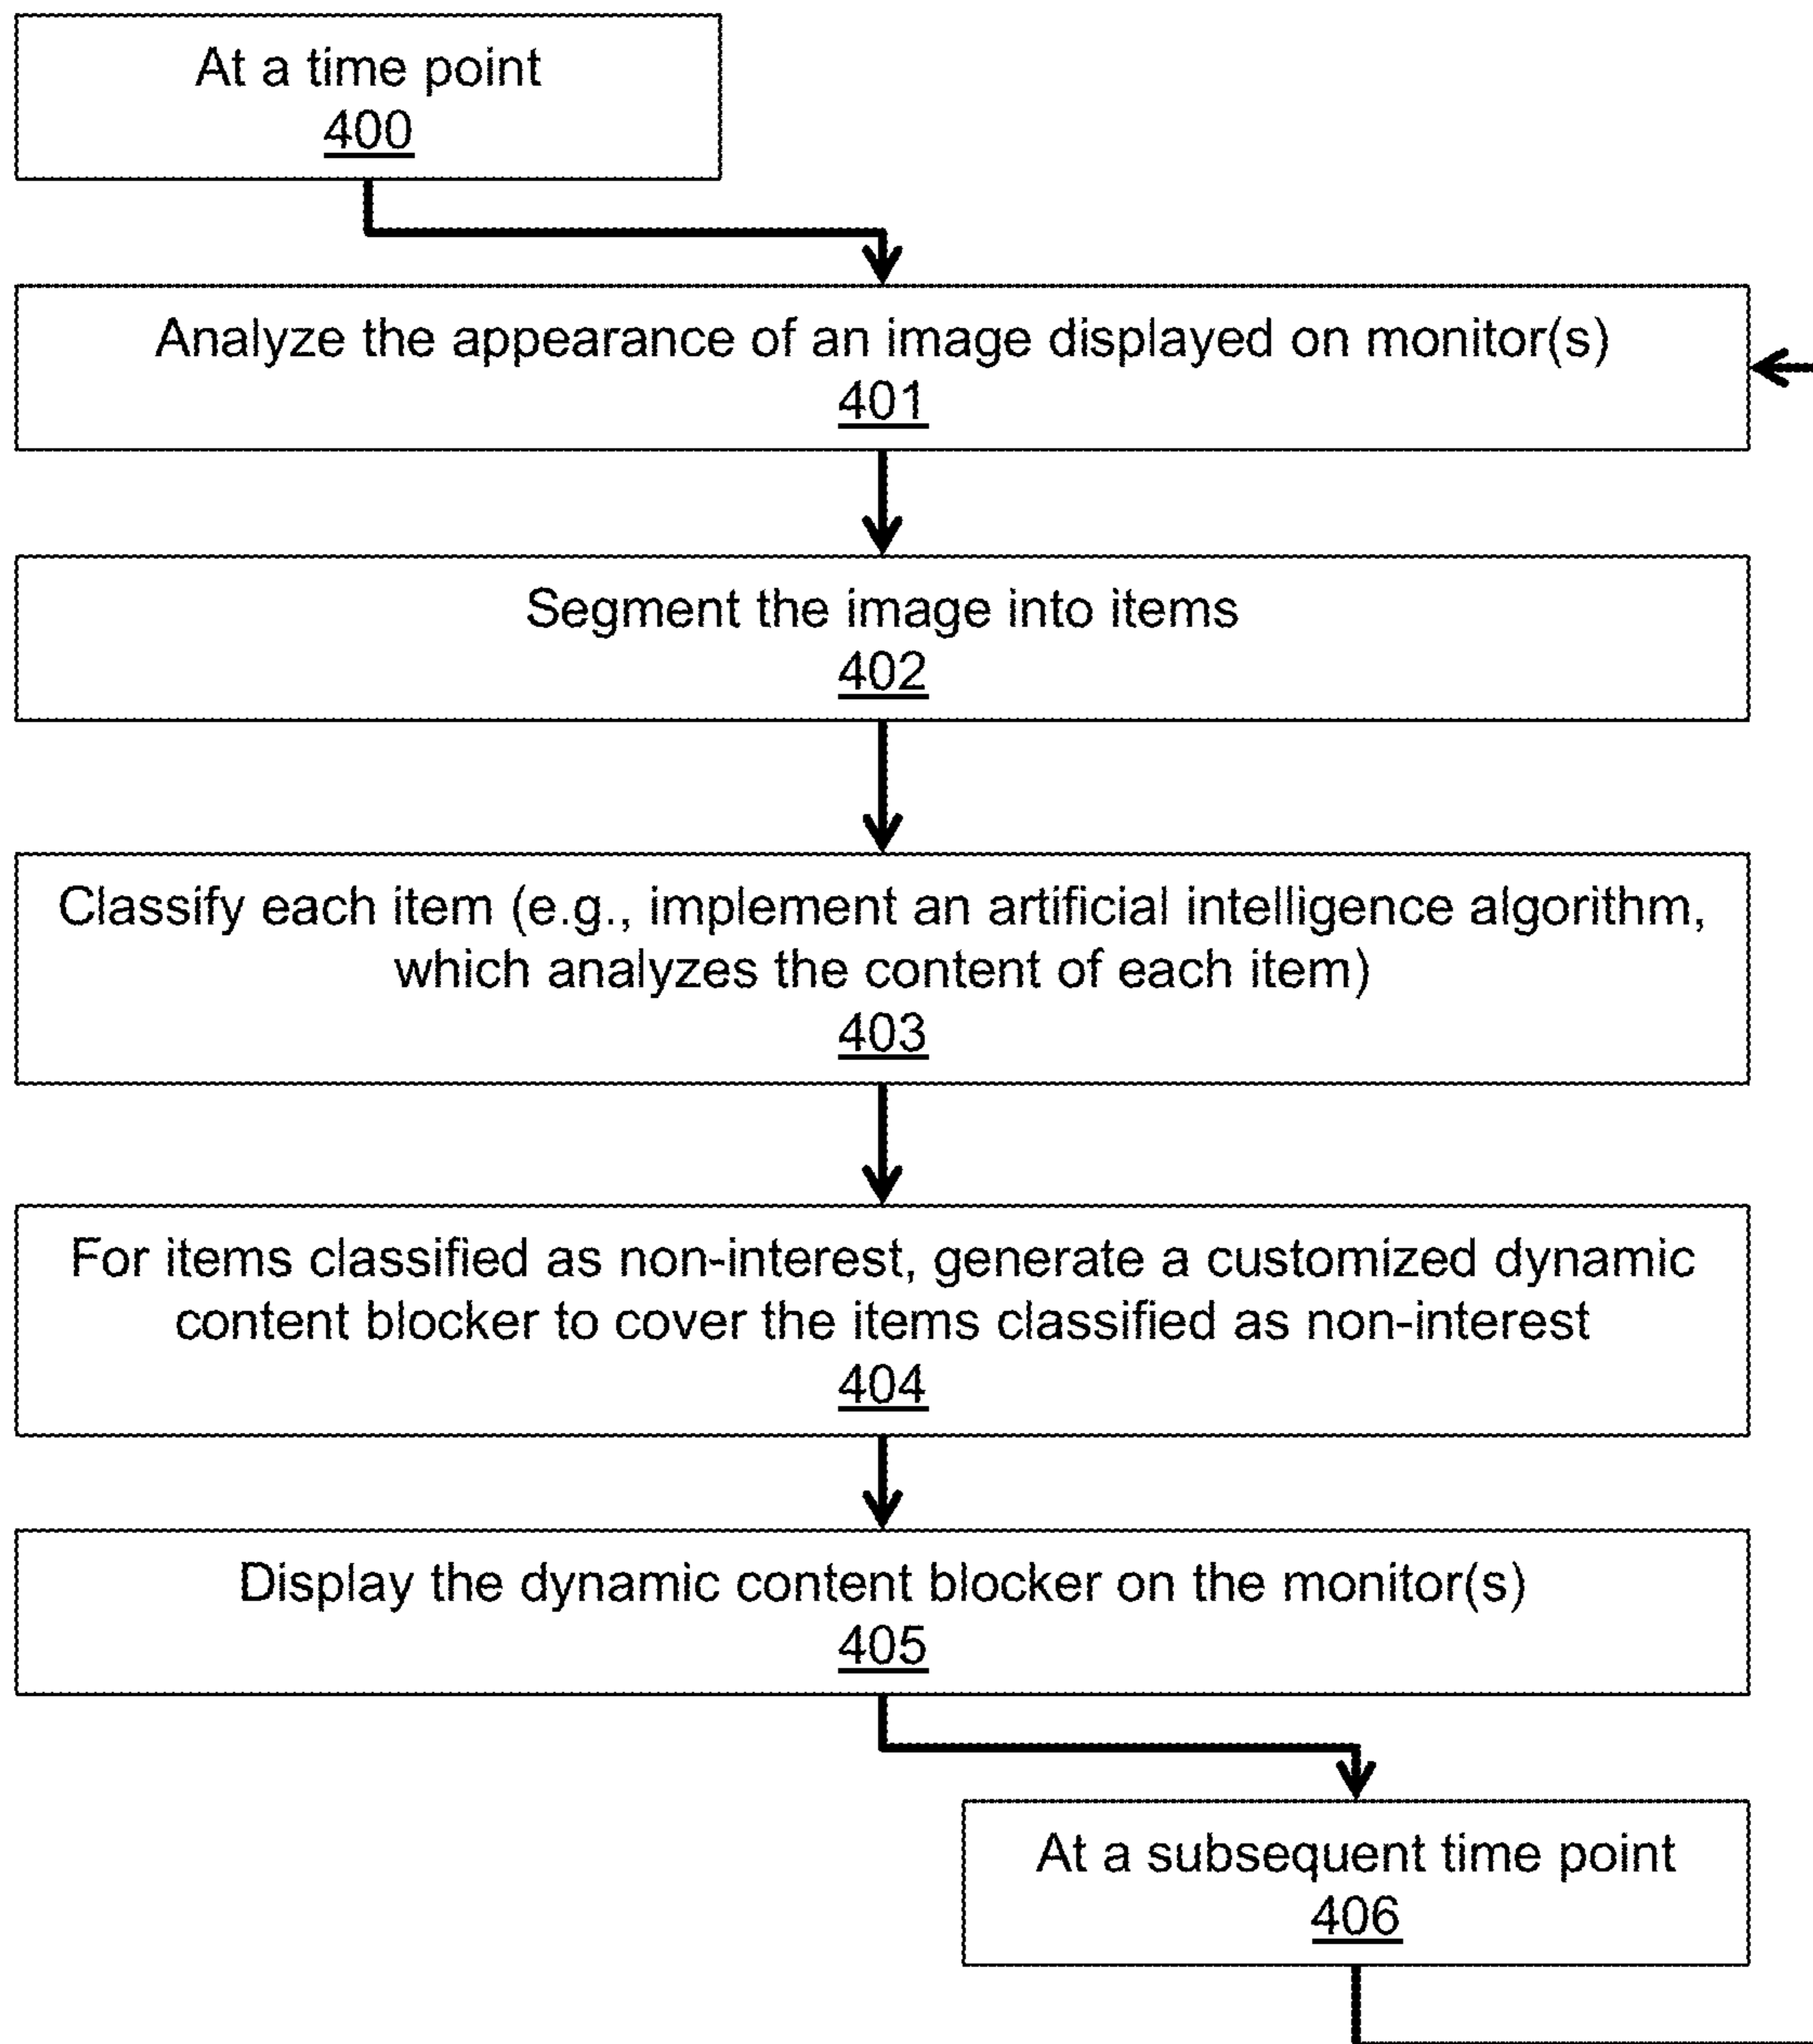 At a time point
400
Analyze the appearance of an image displayed on monitor(s)
401
Segment the image into items
402
Classify each item (e.g., implement an artificial intelligence algorithm,
which analyzes the content of each item)
403
For items classified as non-interest, generate a customized dynamic
content blocker to cover the items classified as non-interest
404
Display the dynamic content blocker on the monitor(s)
405
At a subsequent time point
406